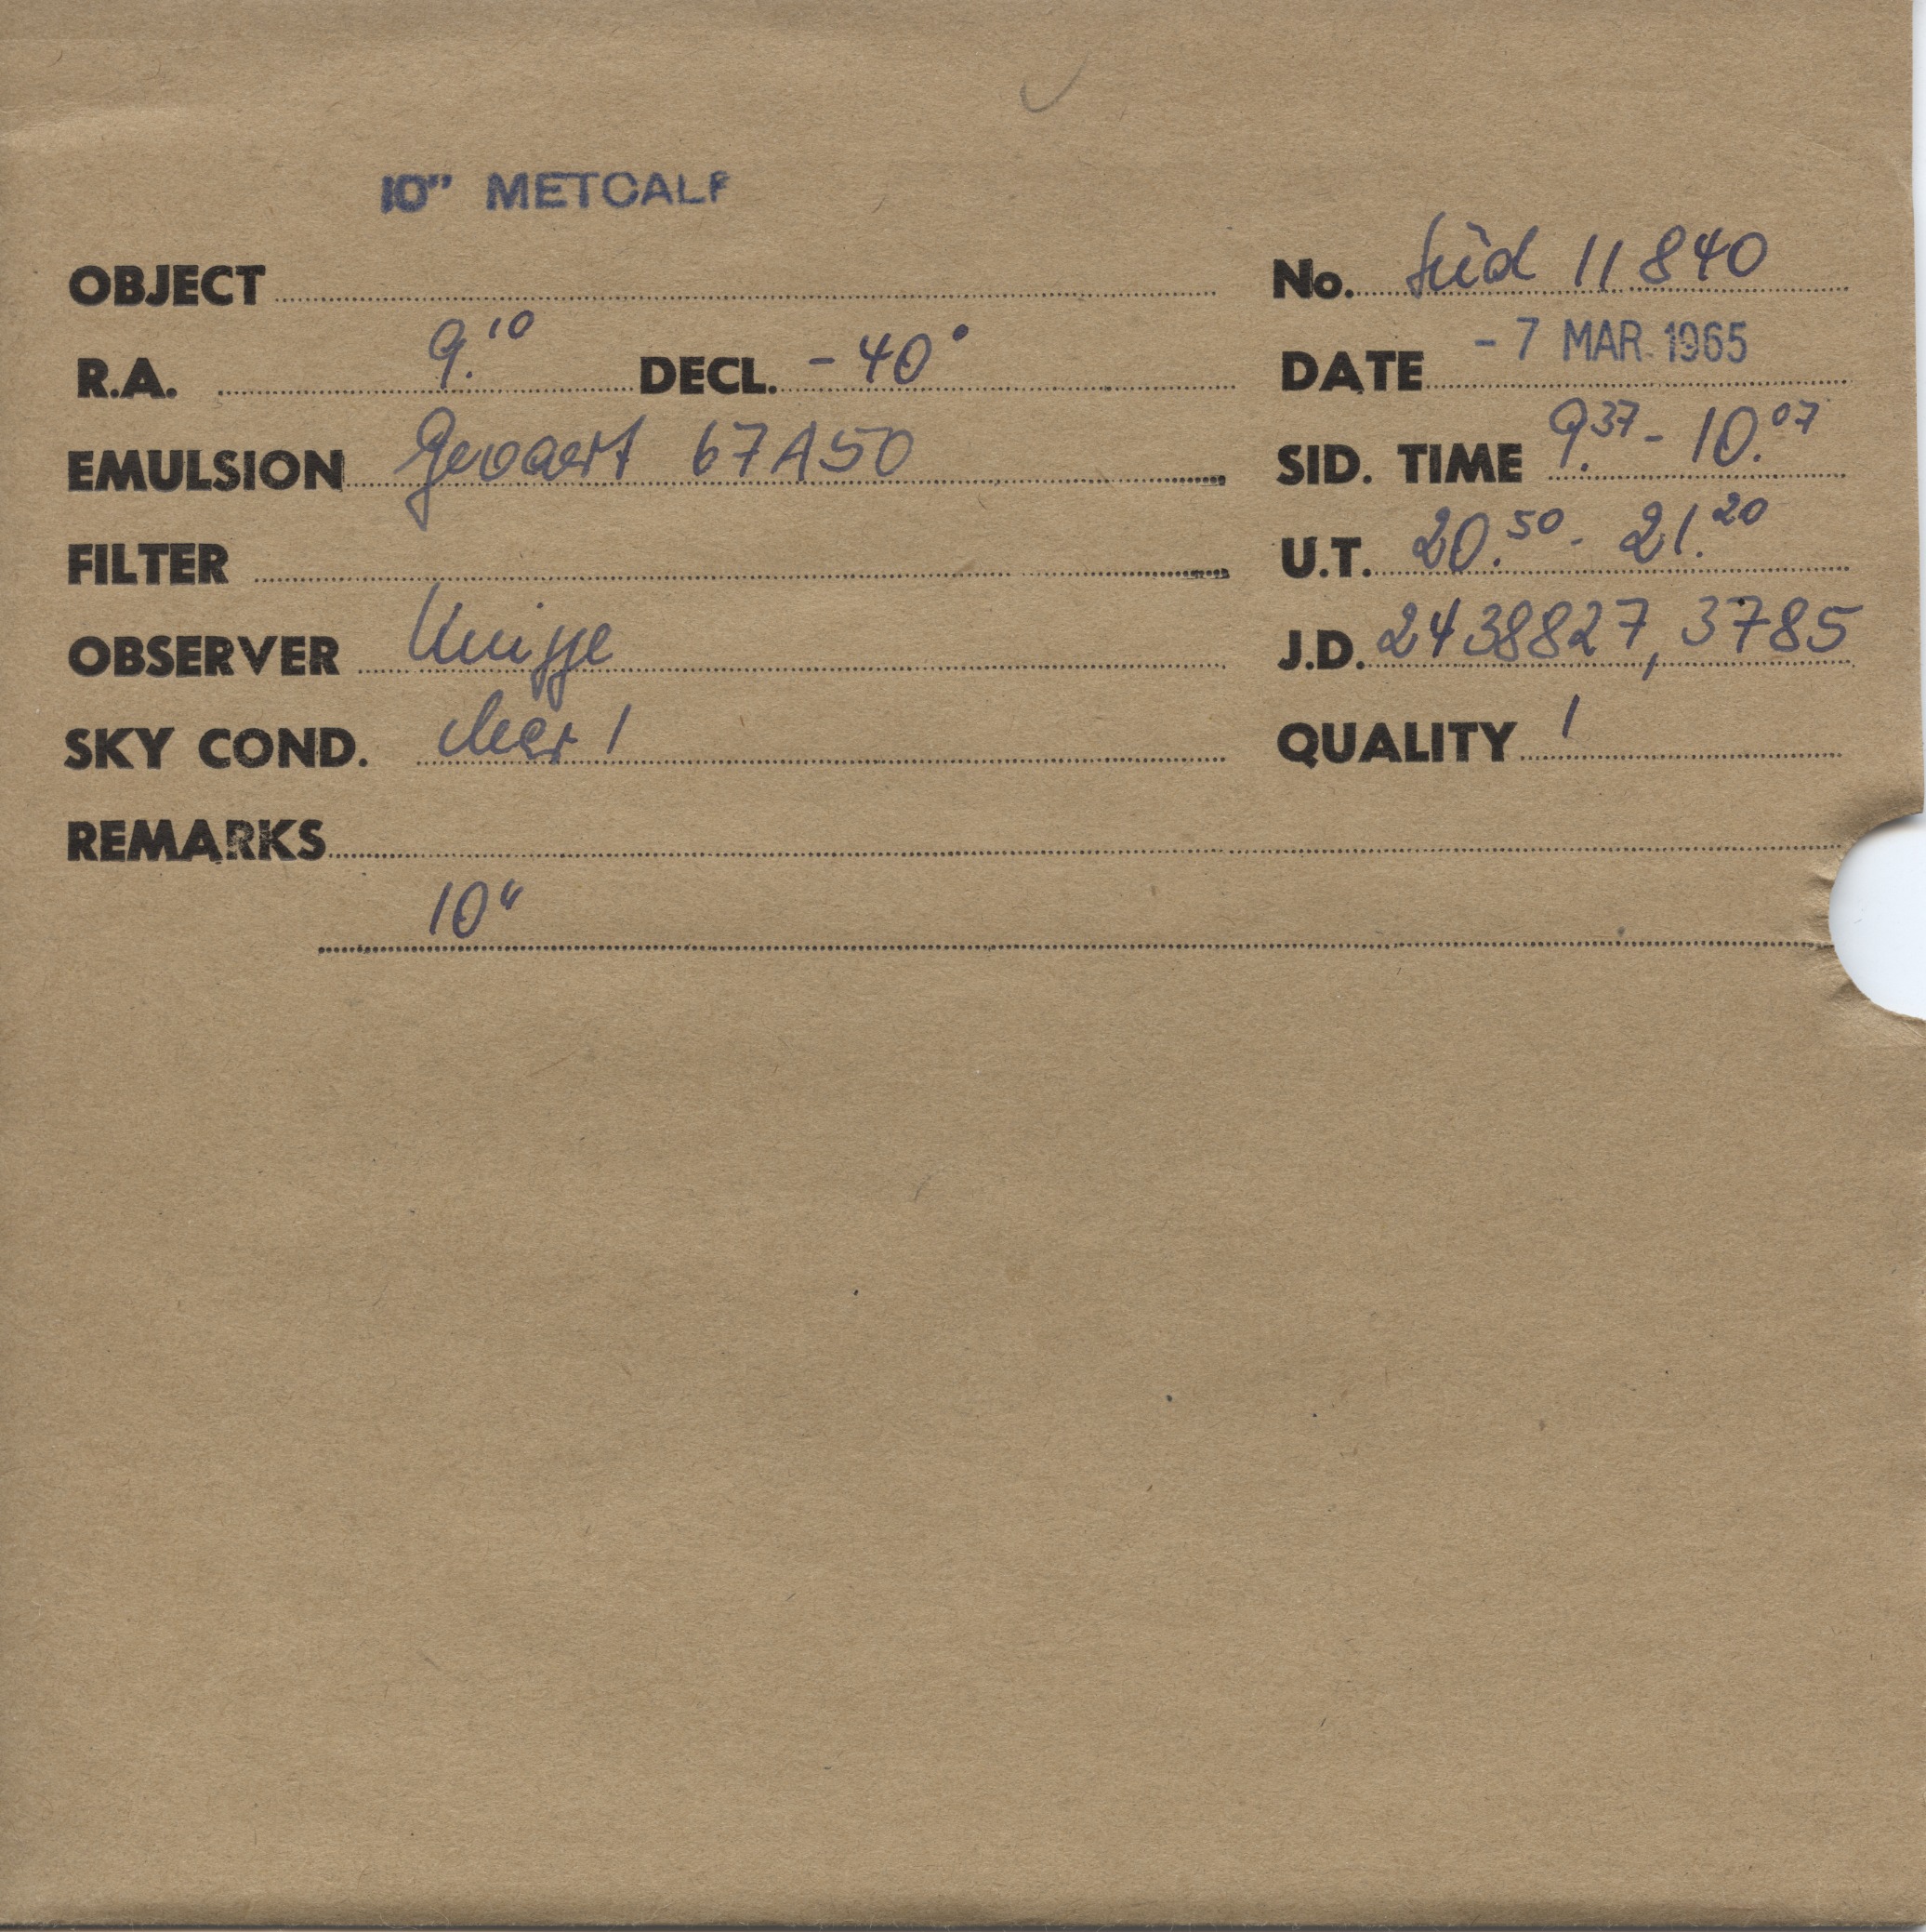 10" METCALF
OBJECT No. Süd 11840
R.A. 9.10 DECL. -40° DATE -7 MAR. 1965
EMULSION Gevaert 67A50 SID. TIME 9.37 - 10.07
FILTER U.T. 20.50 - 21.20
OBSERVER Knigge J.D. 2438827,3785
SKY COND. clear 1 QUALITY 1
REMARKS
10"